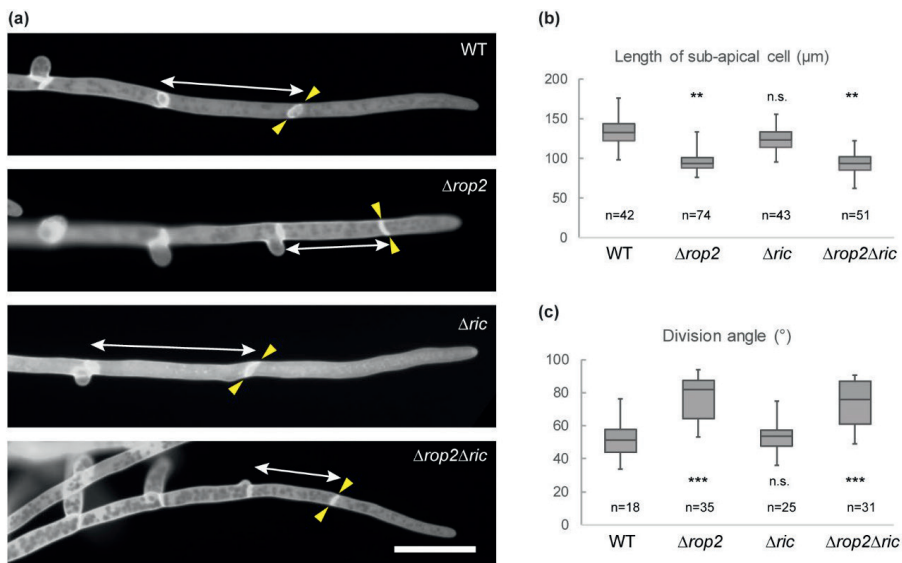 (a)
WT
Δrop2
Δric
Δrop2Δric
(b)
Length of sub-apical cell (μm)
200
150
100
50
0
** n.s. **
n=42 n=74 n=43 n=51
WT Δrop2 Δric Δrop2Δric
(c)
Division angle (°)
100
80
60
40
20
0
*** n.s. ***
n=18 n=35 n=25 n=31
WT Δrop2 Δric Δrop2Δric